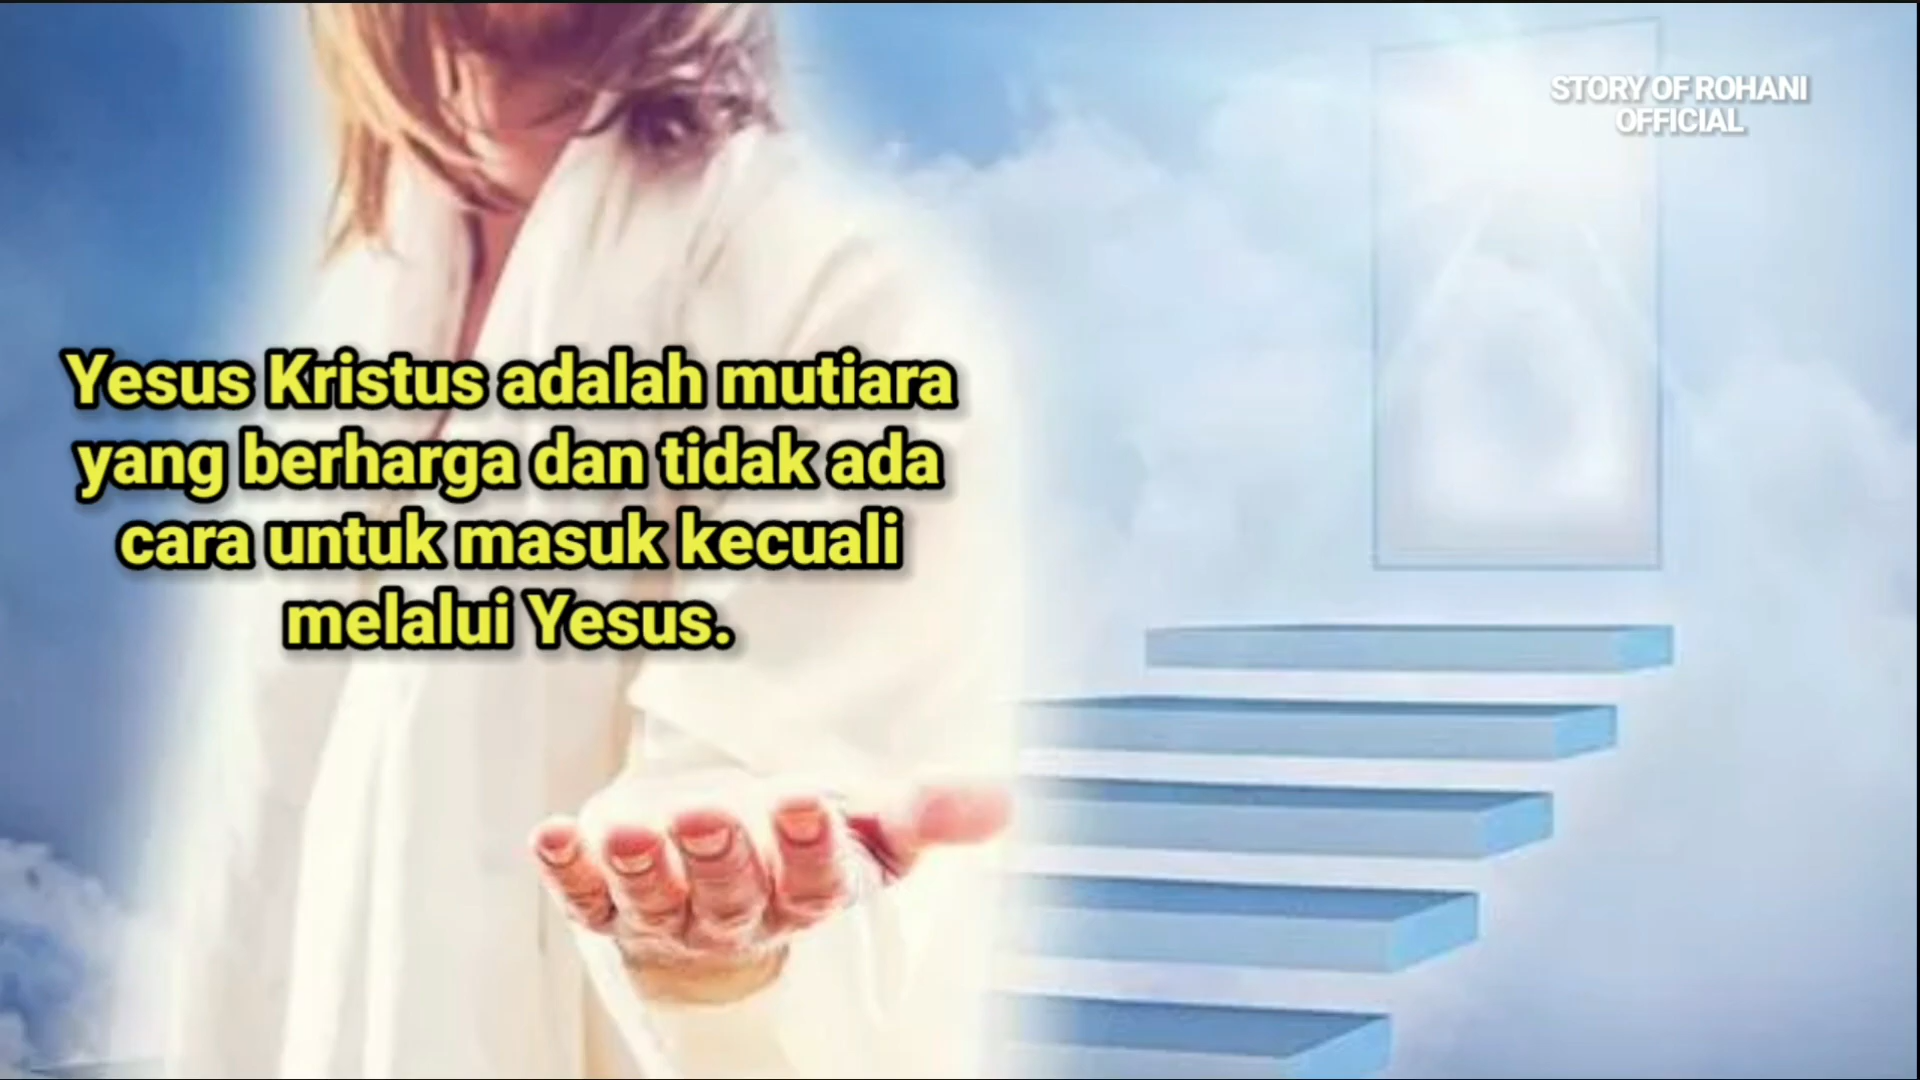 STORY OF ROHANI
OFFICIAL
Yesus Kristus adalah mutiara
yang berharga dan tidak ada
cara untuk masuk kecuali
melalui Yesus.